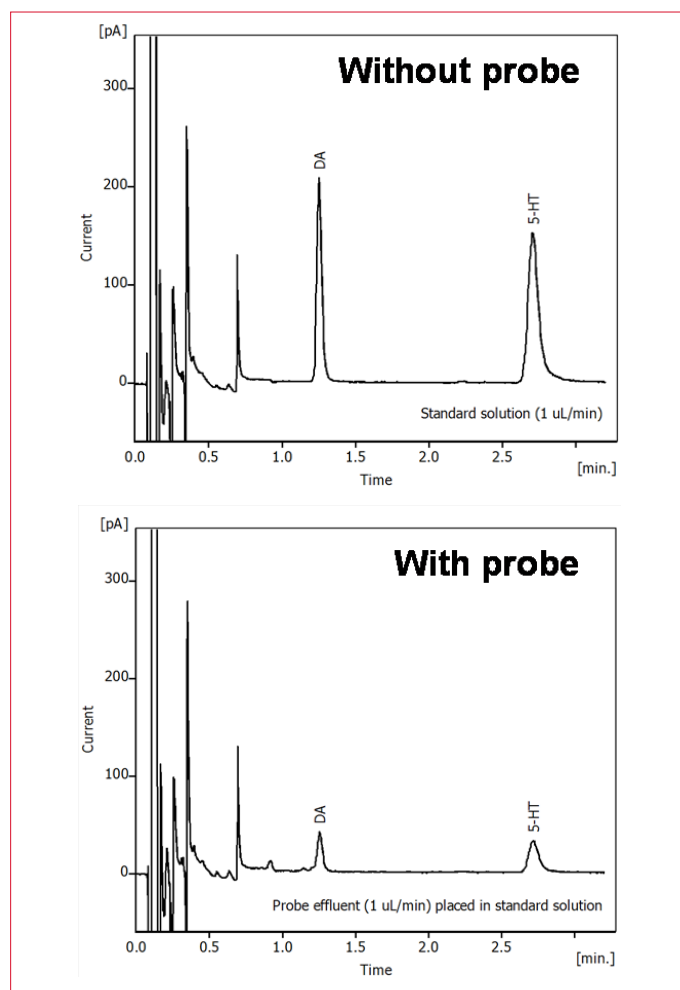 [pA]
Without probe
300
DA
200
5-HT
Current
100
0
Standard solution (1 uL/min)
0.0 0.5 1.0 1.5 2.0 2.5
[min.]
Time
[pA]
With probe
300
200
Current
100
DA
5-HT
0
Probe effluent (1 uL/min) placed in standard solution
0.0 0.5 1.0 1.5 2.0 2.5
[min.]
Time